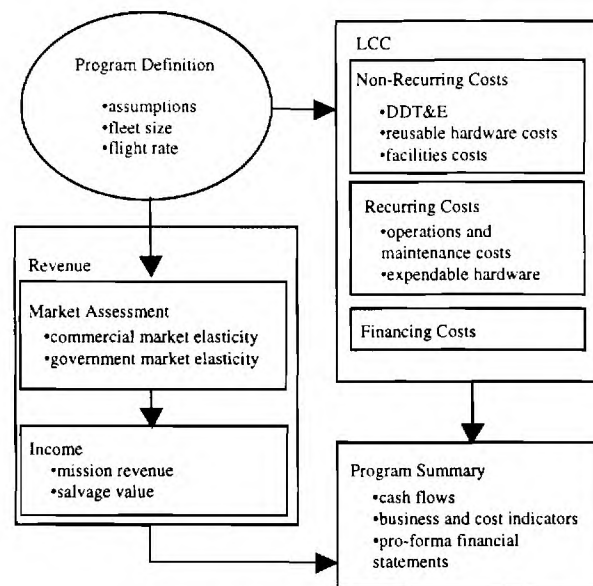 Program Definition
•assumptions
•fleet size
•flight rate
Revenue
Market Assessment
•commercial market elasticity
•government market elasticity
Income
•mission revenue
•salvage value
LCC
Non-Recurring Costs
•DDT&E
•reusable hardware costs
•facilities costs
Recurring Costs
•operations and
maintenance costs
•expendable hardware
Financing Costs
Program Summary
•cash flows
•business and cost indicators
•pro-forma financial
statements